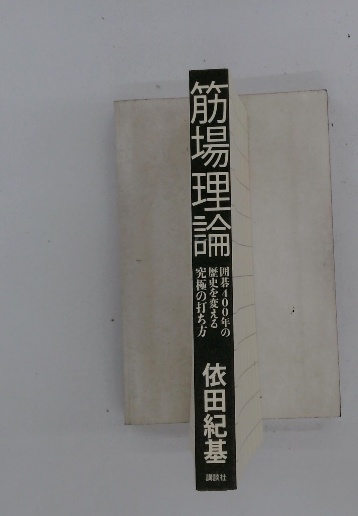 筋場理論
囲碁400年の
歴史を変える
究極の打ち方
依田紀基
講談社